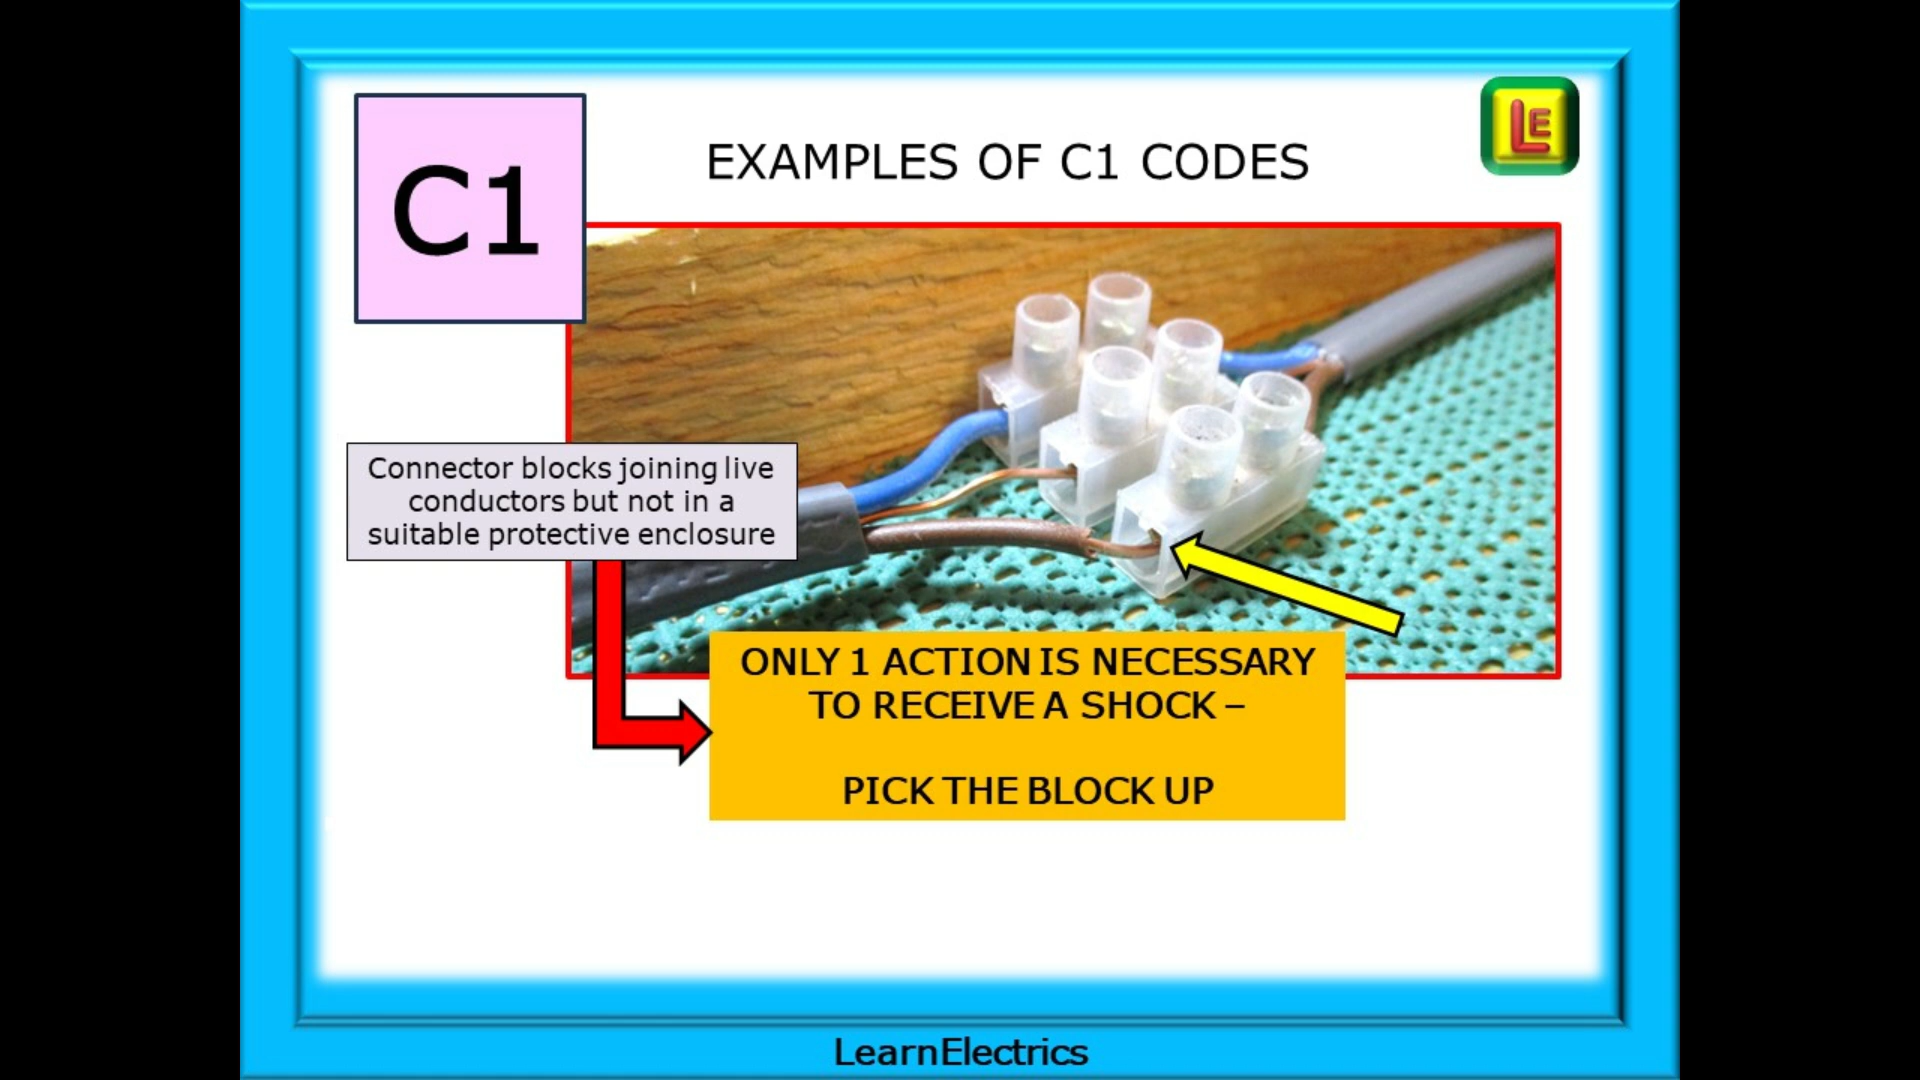 C1
EXAMPLES OF C1 CODES
LE
Connector blocks joining live
conductors but not in a
suitable protective enclosure
ONLY 1 ACTION IS NECESSARY
TO RECEIVE A SHOCK –
PICK THE BLOCK UP
LearnElectrics